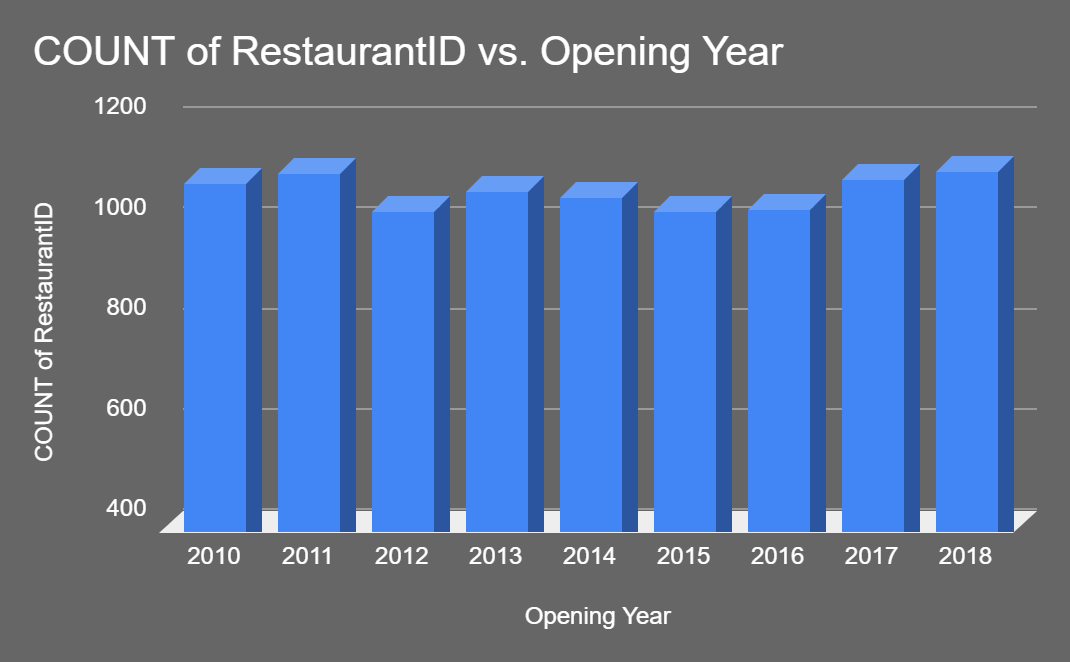 COUNT of RestaurantID vs. Opening Year
COUNT of RestaurantID
1200
1000
800
600
400
2010 2011 2012 2013 2014 2015 2016 2017 2018
Opening Year